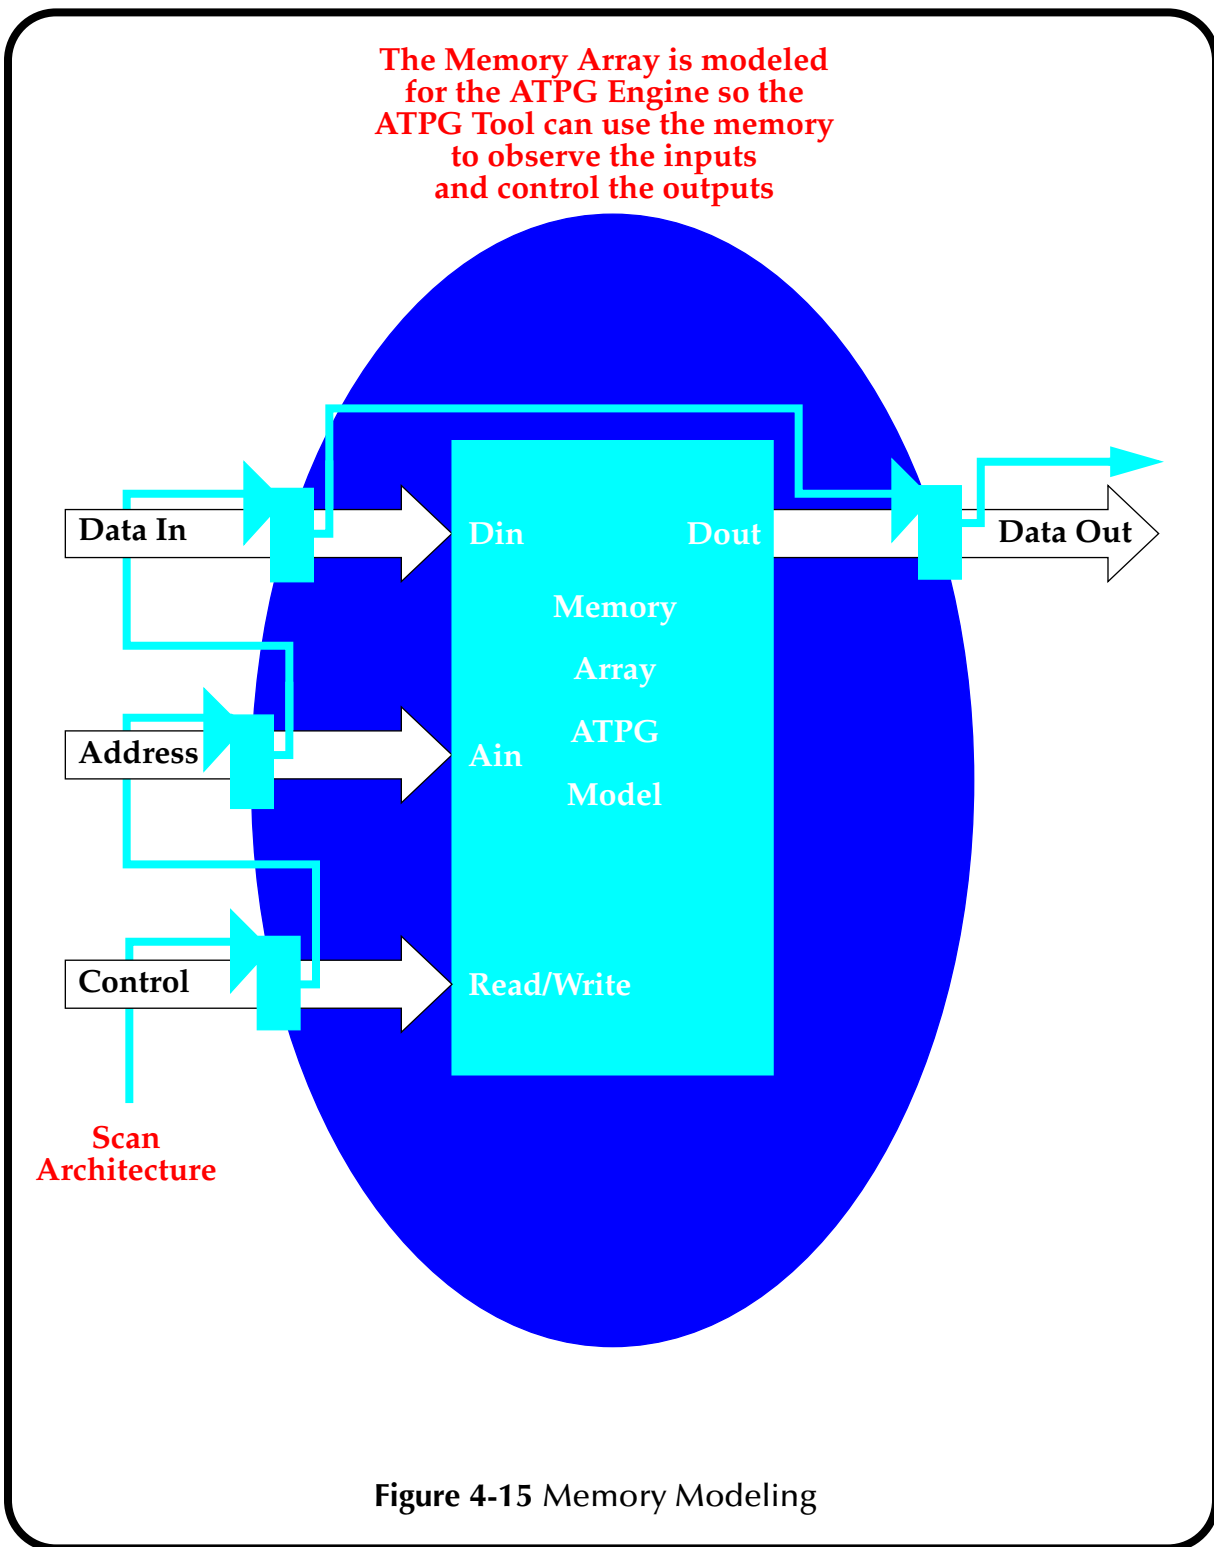 The Memory Array is modeled
for the ATPG Engine so the
ATPG Tool can use the memory
to observe the inputs
and control the outputs
Data In
Din
Dout
Data Out
Memory
Array
ATPG
Model
Address
Ain
Control
Read/Write
Scan
Architecture
Figure 4-15 Memory Modeling